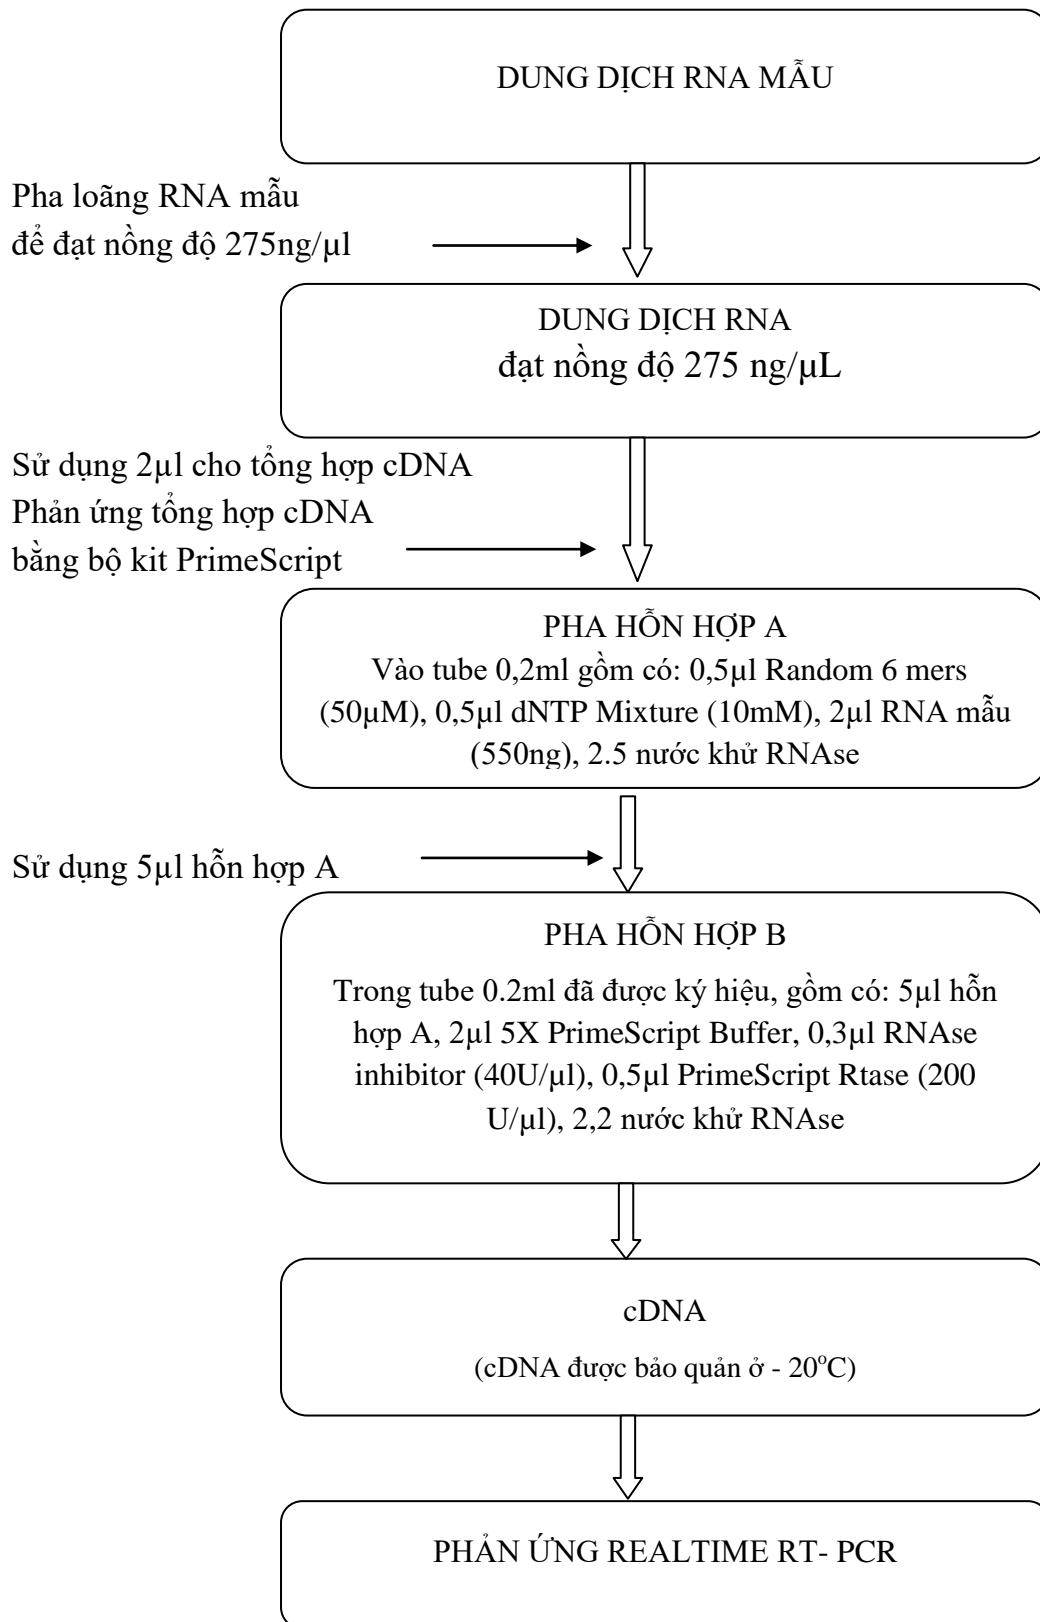 DUNG DỊCH RNA MẪU
Pha loãng RNA mẫu
để đạt nồng độ 275ng/µl
DUNG DỊCH RNA
đạt nồng độ 275 ng/µL
Sử dụng 2µl cho tổng hợp cDNA
Phản ứng tổng hợp cDNA
bằng bộ kit PrimeScript
PHA HỖN HỢP A
Vào tube 0,2ml gồm có: 0,5µl Random 6 mers
(50µM), 0,5µl dNTP Mixture (10mM), 2µl RNA mẫu
(550ng), 2.5 nước khử RNAse
Sử dụng 5µl hỗn hợp A
PHA HỖN HỢP B
Trong tube 0.2ml đã được ký hiệu, gồm có: 5µl hỗn
hợp A, 2µl 5X PrimeScript Buffer, 0,3µl RNAse
inhibitor (40U/µl), 0,5µl PrimeScript Rtase (200
U/µl), 2,2 nước khử RNAse
cDNA
(cDNA được bảo quản ở - 20°C)
PHẢN ỨNG REALTIME RT- PCR